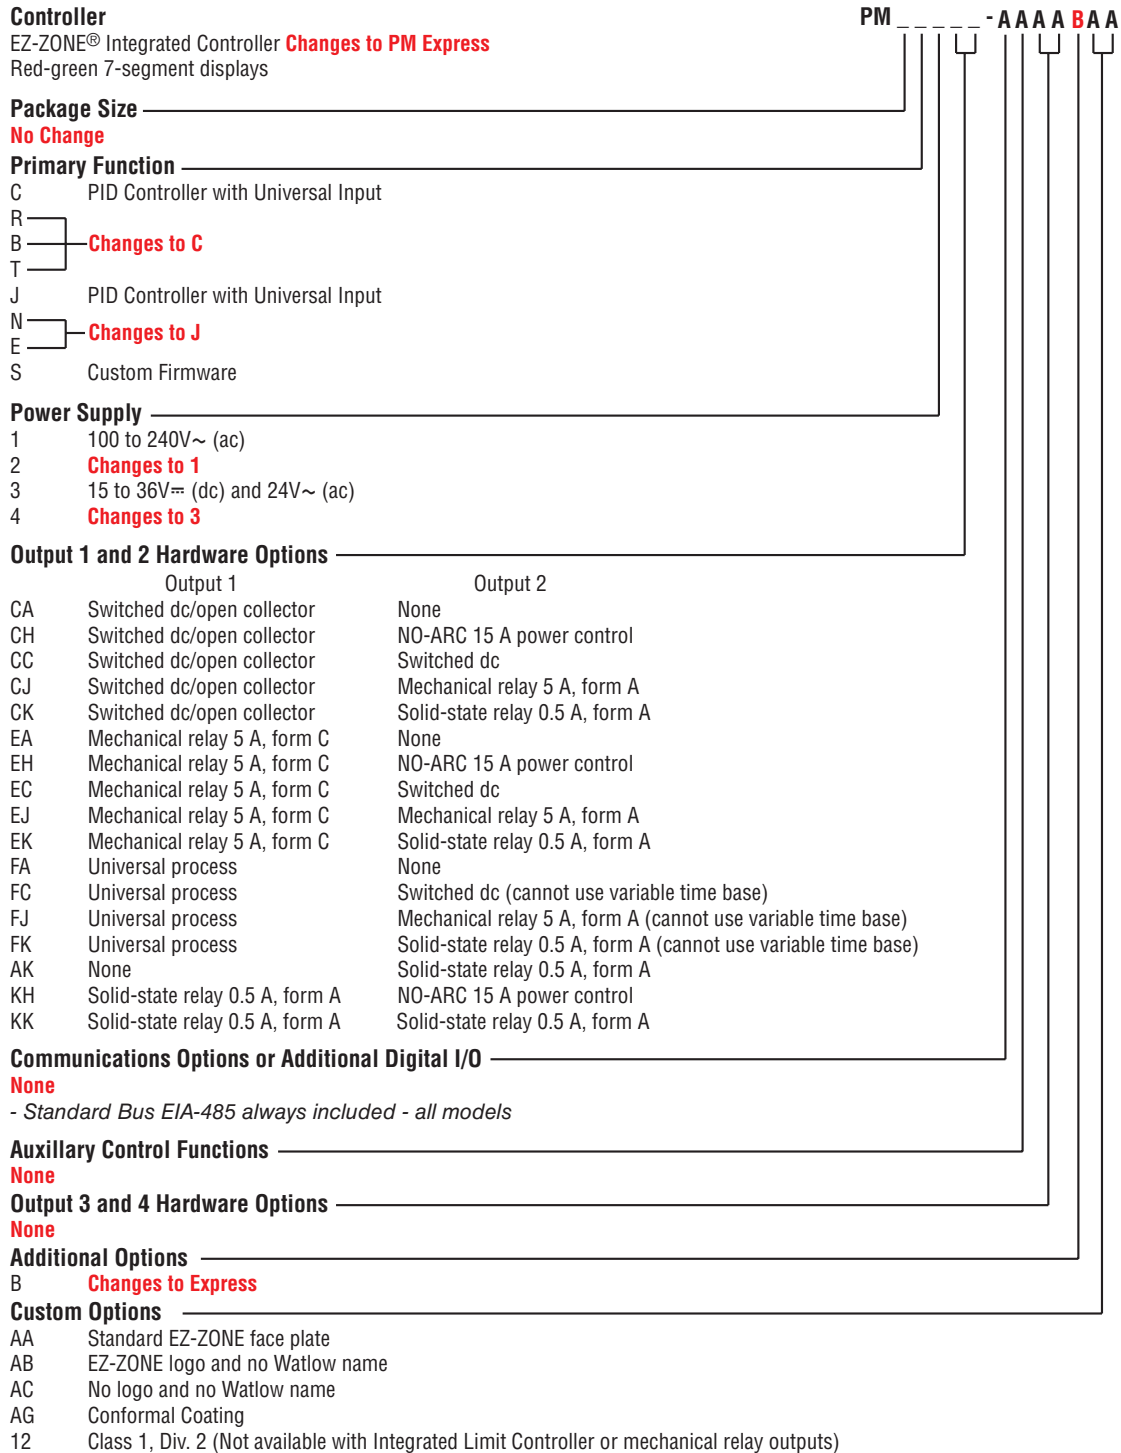 Controller PM _ _ _ _ _ - A A A A B A A
EZ-ZONE® Integrated Controller Changes to PM Express
Red-green 7-segment displays
Package Size
No Change
Primary Function
C PID Controller with Universal Input
R
B Changes to C
T
J PID Controller with Universal Input
N
Changes to J
E
S Custom Firmware
Power Supply
1 100 to 240V~ (ac)
2 Changes to 1
3 15 to 36V⎓ (dc) and 24V~ (ac)
4 Changes to 3
Output 1 and 2 Hardware Options
Output 1 Output 2
CA Switched dc/open collector None
CH Switched dc/open collector NO-ARC 15 A power control
CC Switched dc/open collector Switched dc
CJ Switched dc/open collector Mechanical relay 5 A, form A
CK Switched dc/open collector Solid-state relay 0.5 A, form A
EA Mechanical relay 5 A, form C None
EH Mechanical relay 5 A, form C NO-ARC 15 A power control
EC Mechanical relay 5 A, form C Switched dc
EJ Mechanical relay 5 A, form C Mechanical relay 5 A, form A
EK Mechanical relay 5 A, form C Solid-state relay 0.5 A, form A
FA Universal process None
FC Universal process Switched dc (cannot use variable time base)
FJ Universal process Mechanical relay 5 A, form A (cannot use variable time base)
FK Universal process Solid-state relay 0.5 A, form A (cannot use variable time base)
AK None Solid-state relay 0.5 A, form A
KH Solid-state relay 0.5 A, form A NO-ARC 15 A power control
KK Solid-state relay 0.5 A, form A Solid-state relay 0.5 A, form A
Communications Options or Additional Digital I/O
None
- Standard Bus EIA-485 always included - all models
Auxillary Control Functions
None
Output 3 and 4 Hardware Options
None
Additional Options
B Changes to Express
Custom Options
AA Standard EZ-ZONE face plate
AB EZ-ZONE logo and no Watlow name
AC No logo and no Watlow name
AG Conformal Coating
12 Class 1, Div. 2 (Not available with Integrated Limit Controller or mechanical relay outputs)